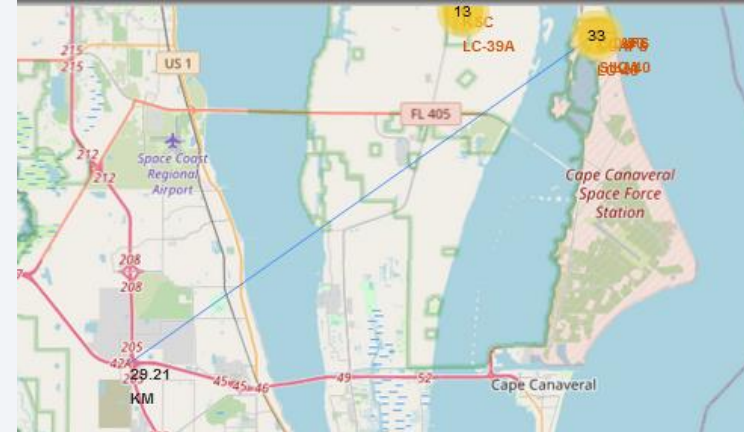 13
KSC
LC-39A
33
215
215
US 1
FL 405
212
212
Space Coast
Regional
Airport
Cape Canaveral
Space Force
Station
208
208
205
42A
29.21
KM
45
46
49
52
Cape Canaveral